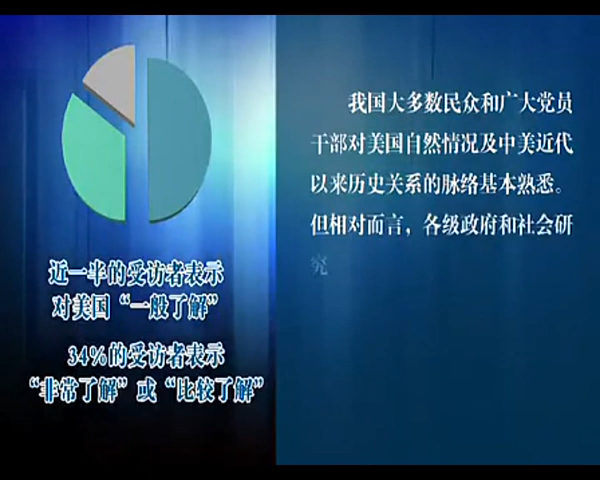 近一半的受访者表示
对美国“一般了解”
34%的受访者表示
“非常了解”或“比较了解”
我国大多数民众和广大党员
干部对美国自然情况及中美近代
以来历史关系的脉络基本熟悉。
但相对而言，各级政府和社会研
究